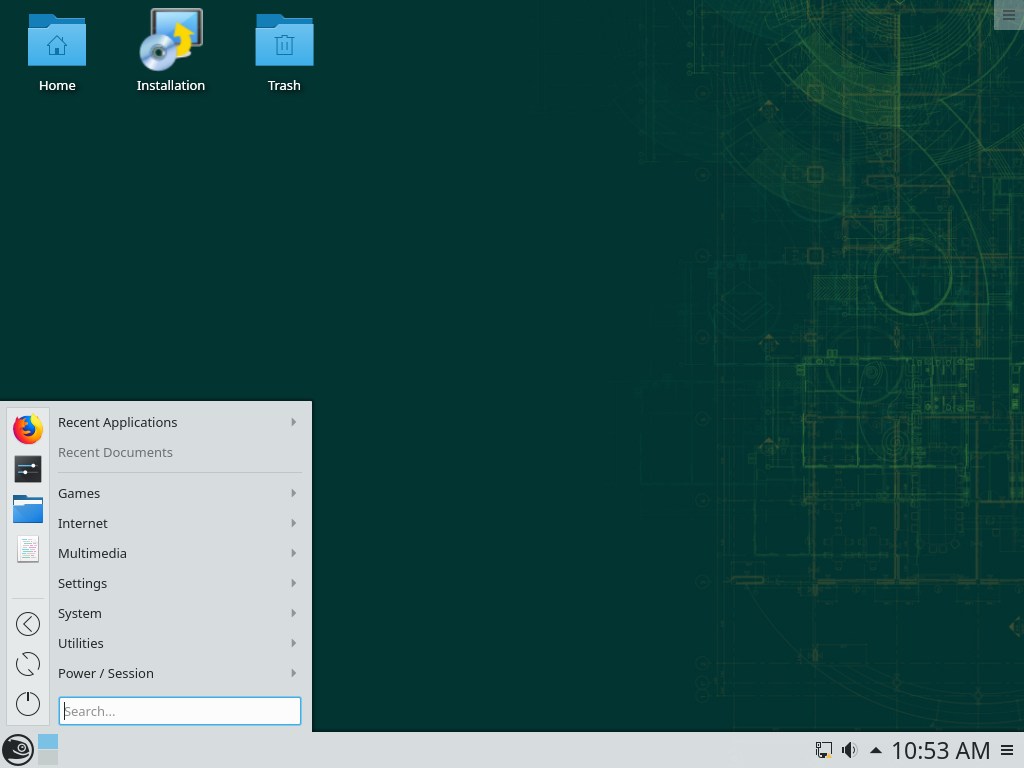 Home
Installation
Trash
Recent Applications
Recent Documents
Games
Internet
Multimedia
Settings
System
Utilities
Power / Session
Search...
10:53 AM